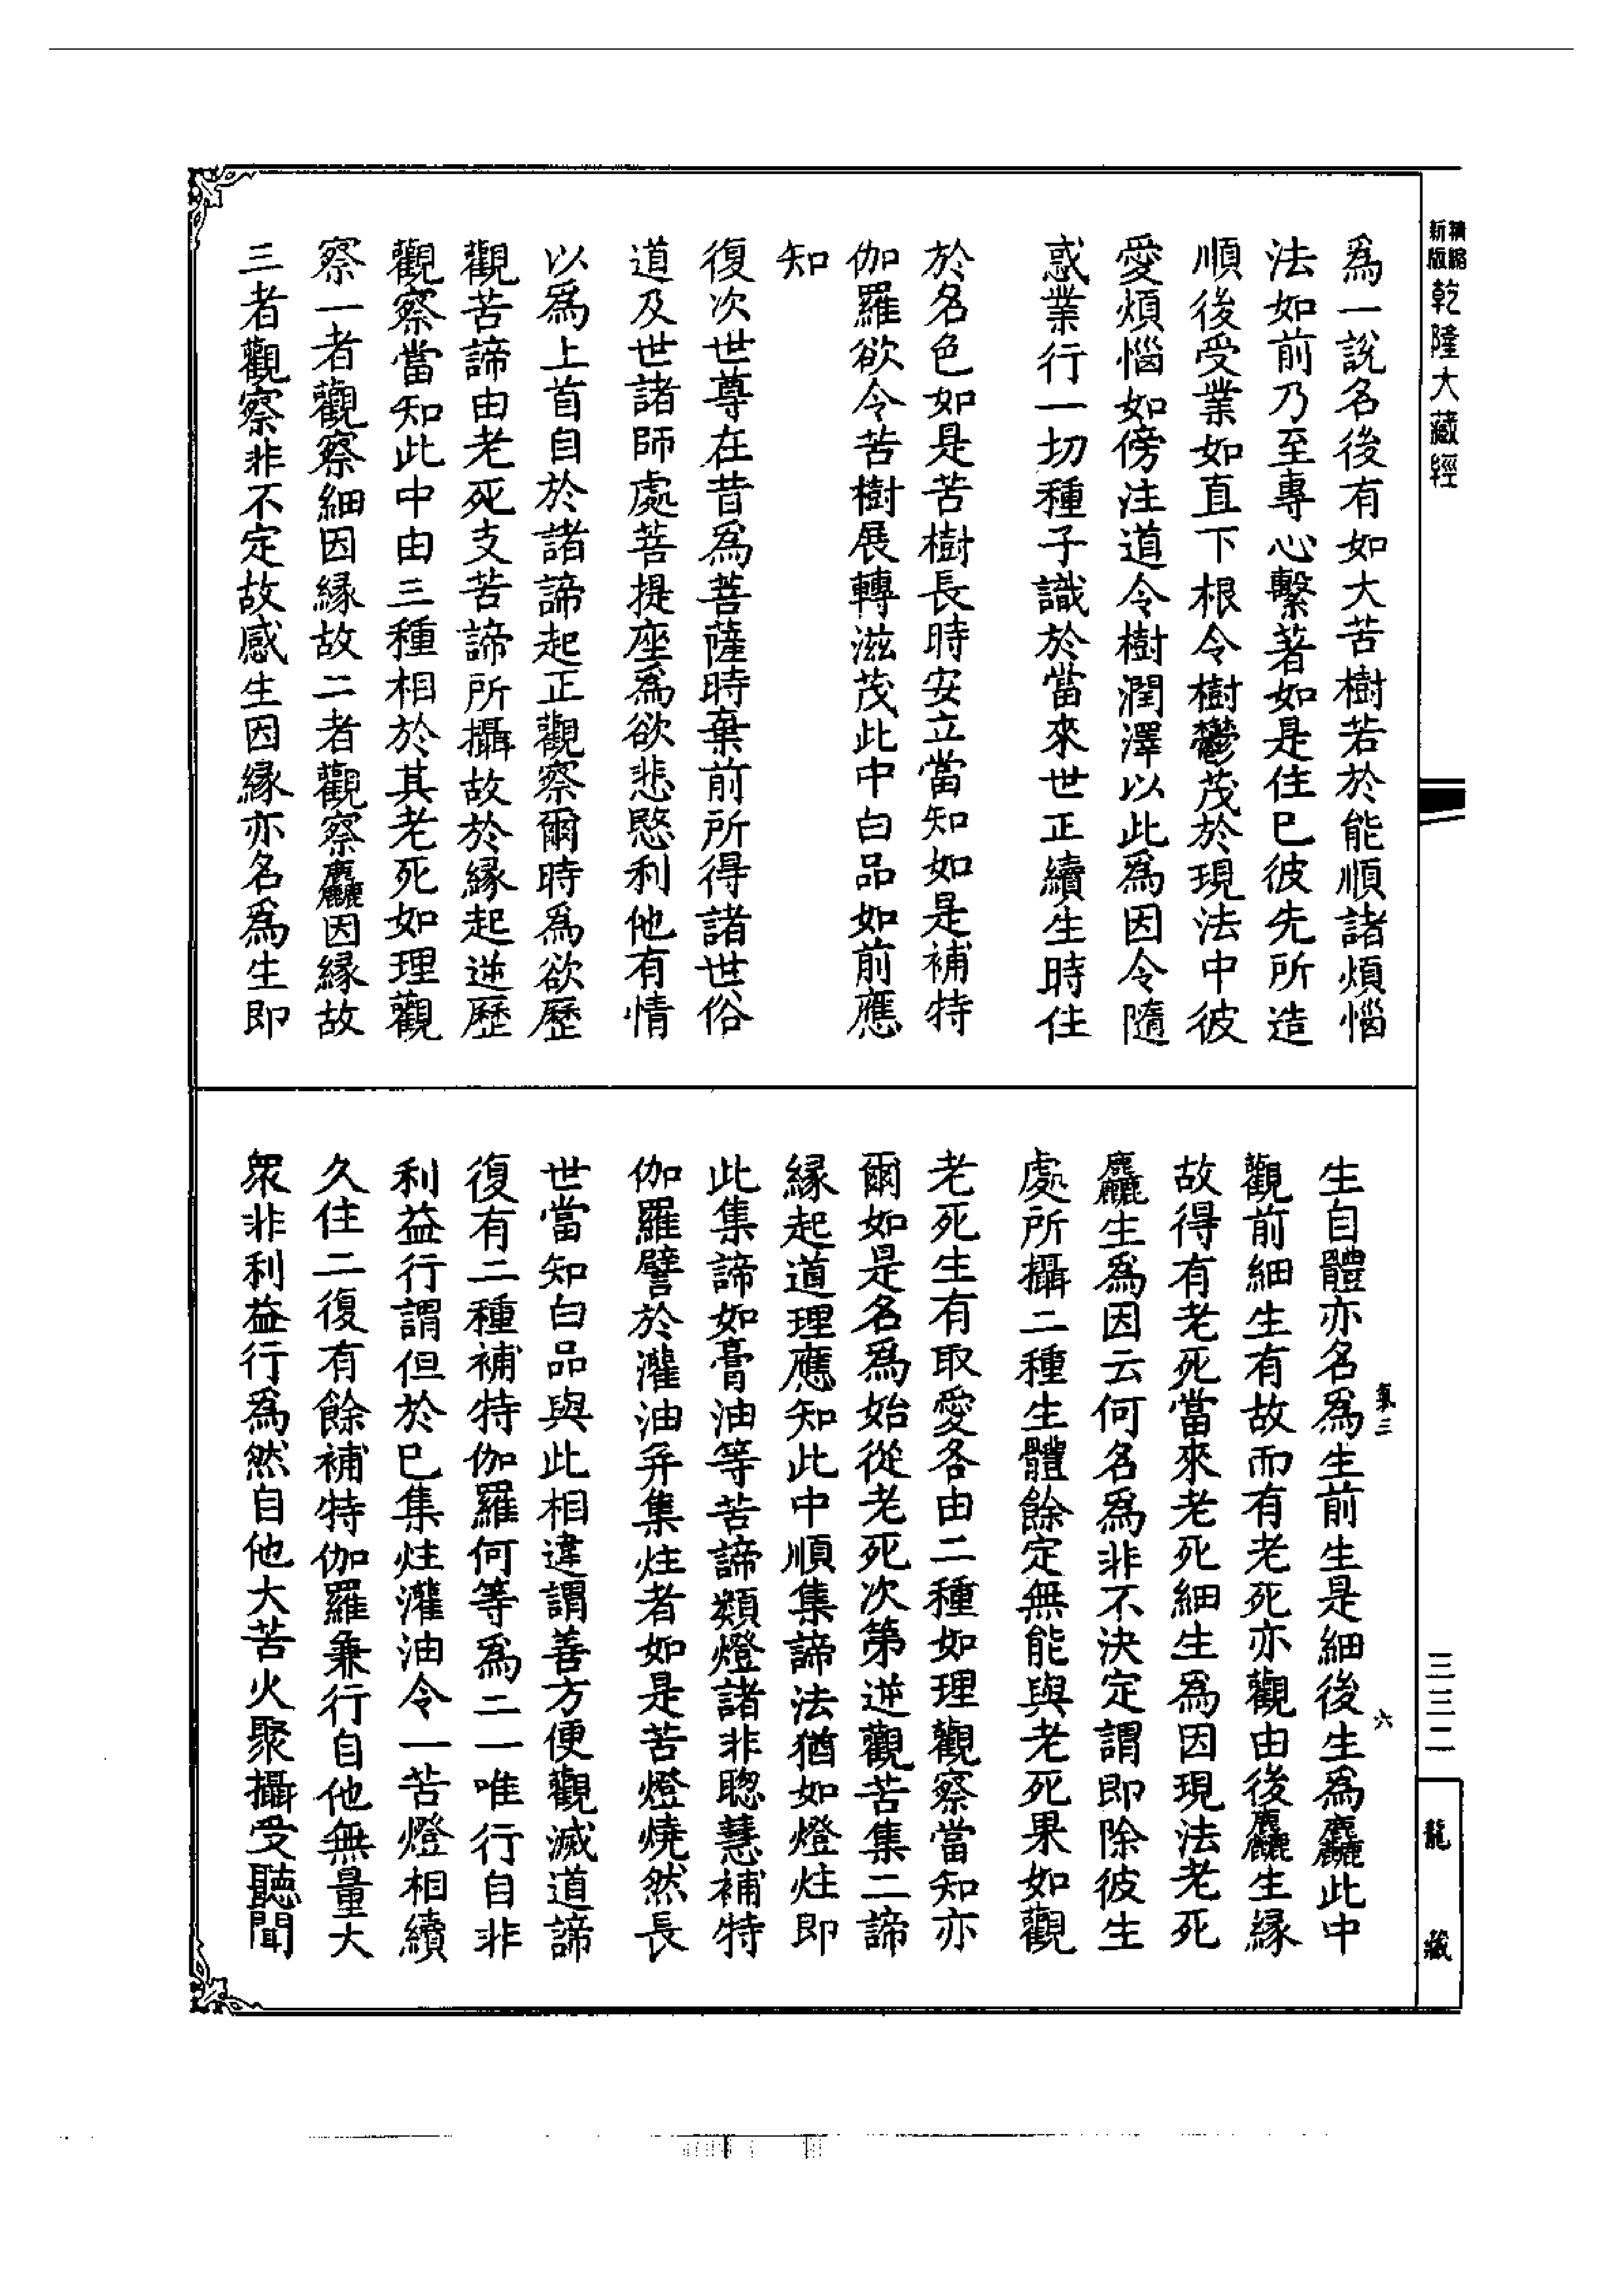 新版精縮乾隆大藏經
為一說名後有如大苦樹若於能順諸煩惱
法如前乃至專心繫著如是住已彼先所造
順後受業如直下根令樹鬱茂於現法中彼
愛煩惱如傍注道令樹潤澤以此為因令隨
惑業行一切種子識於當來世正續生時住
於名色如是苦樹長時安立當知如是補特
伽羅欲令苦樹展轉滋茂此中白品如前應
知
復次世尊在昔為菩薩時棄前所得諸世俗
道及世諸師處菩提座為欲悲愍利他有情
以為上首自於諸諦起正觀察爾時為欲歷
觀苦諦由老死支苦諦所攝故於緣起逆歷
觀察當知此中由三種相於其老死如理觀
察一者觀察細因緣故二者觀察麤因緣故
三者觀察非不定故感生因緣亦名為生即
生自體亦名為生前生是細後生為麤此中
觀前細生有故而有老死亦觀由後麤生緣
故得有老死當來老死細生為因現法老死
麤生為因云何名為非不決定謂即除彼生
處所攝二種生體餘定無能與老死果如觀
老死生有取愛各由二種如理觀察當知亦
爾如是名為始從老死次第逆觀苦集二諦
緣起道理應知此中順集諦法猶如燈炷即
此集諦如膏油等苦諦類燈諸非聰慧補特
伽羅譬於灌油并集炷者如是苦燈燒然長
世當知白品與此相違謂善方便觀滅道諦
復有二種補特伽羅何等為二一唯行自非
利益行謂但於已集炷灌油令一苦燈相續
久住二復有餘補特伽羅兼行自他無量大
眾非利益行為然自他大苦火聚攝受聽聞
氣三
六
三三二
龍藏